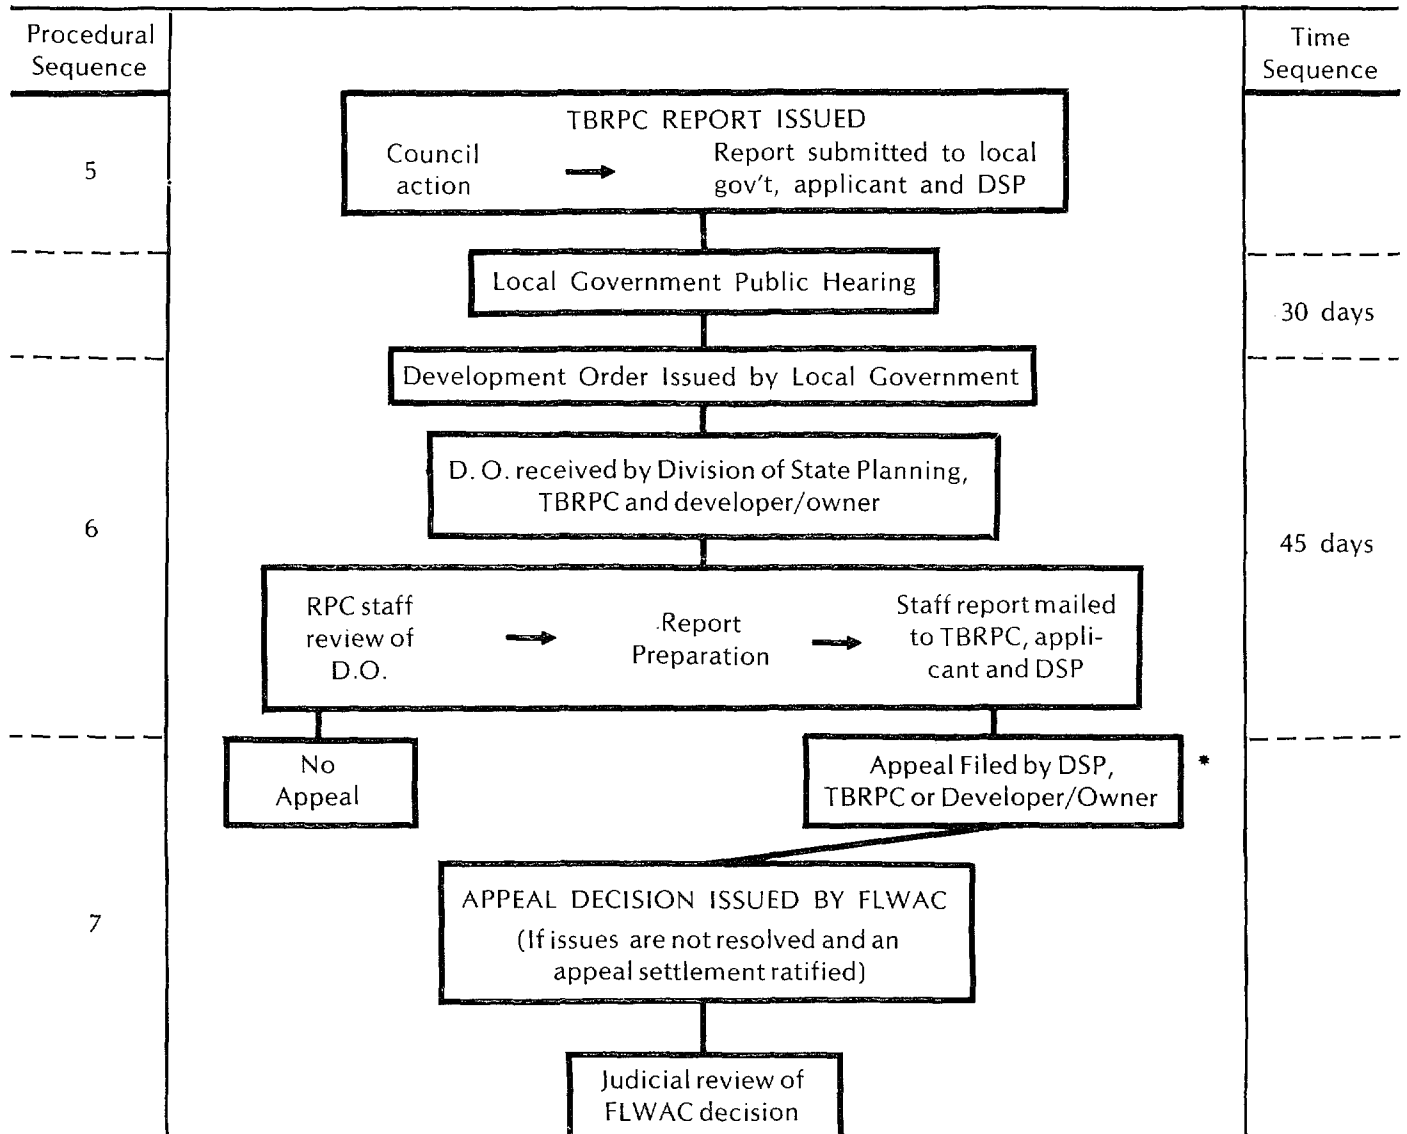 Procedural
Sequence
Time
Sequence
TBRPC REPORT ISSUED
Council
action
Report submitted to local
gov't, applicant and DSP
5
Local Government Public Hearing
30 days
Development Order Issued by Local Government
D. O. received by Division of State Planning,
TBRPC and developer/owner
6
45 days
RPC staff
review of
D.O.
Report
Preparation
Staff report mailed
to TBRPC, appli-
cant and DSP
No
Appeal
Appeal Filed by DSP,
TBRPC or Developer/Owner
*
APPEAL DECISION ISSUED BY FLWAC
(If issues are not resolved and an
appeal settlement ratified)
7
Judicial review of
FLWAC decision